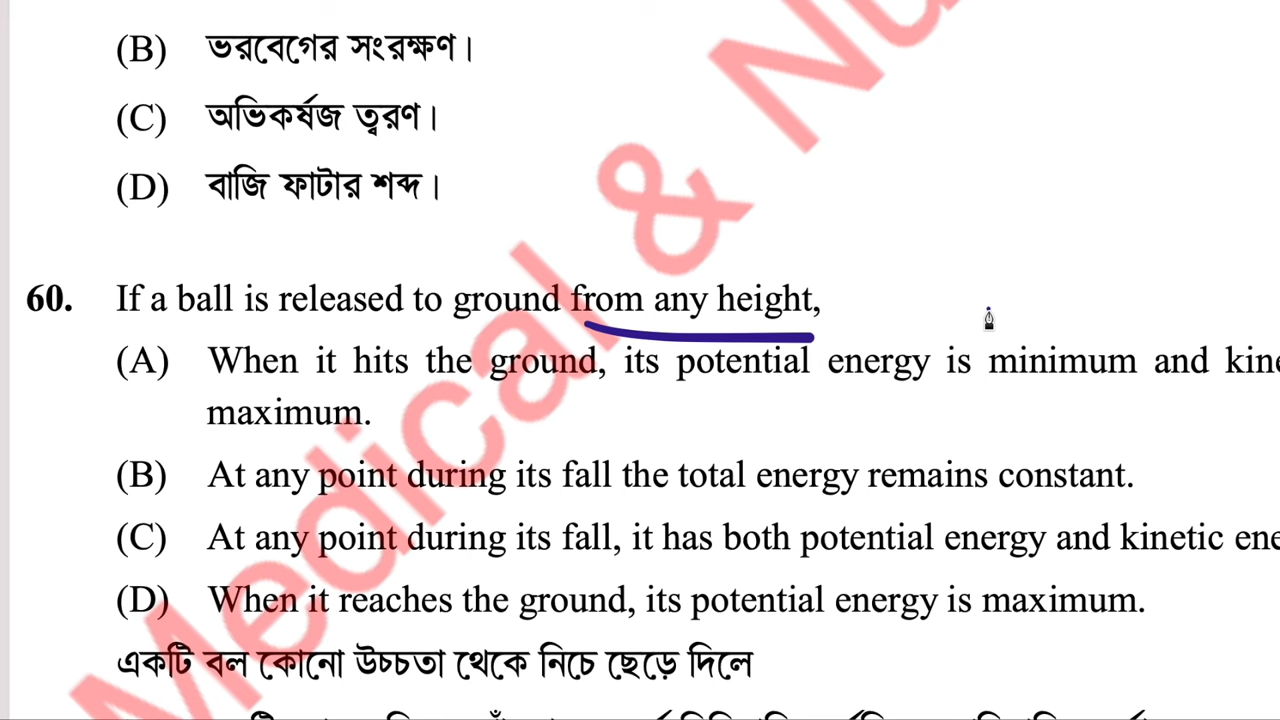 (B) ভরবেগের সংরক্ষণ।
(C) অভিকর্ষজ ত্বরণ।
(D) বাজি ফাটার শব্দ।
60. If a ball is released to ground from any height,
(A) When it hits the ground, its potential energy is minimum and kine
maximum.
(B) At any point during its fall the total energy remains constant.
(C) At any point during its fall, it has both potential energy and kinetic ene
(D) When it reaches the ground, its potential energy is maximum.
একটি বল কোনো উচচতা থেকে নিচে ছেড়ে দিলে
Medical & Nu